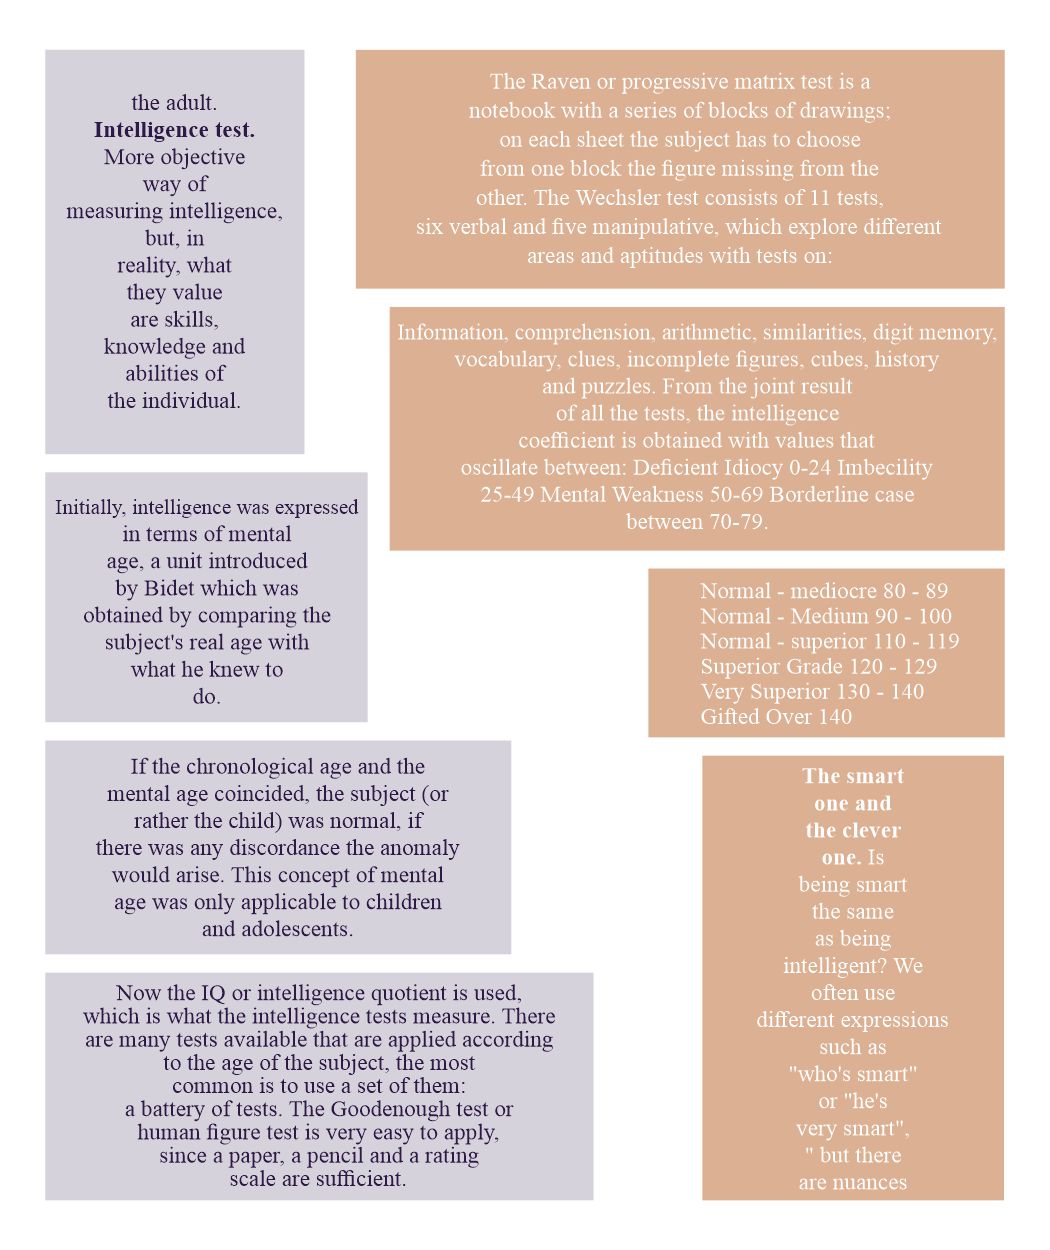 the adult.
Intelligence test.
More objective
way of
measuring intelligence,
but, in
reality, what
they value
are skills,
knowledge and
abilities of
the individual.
Initially, intelligence was expressed
in terms of mental
age, a unit introduced
by Bidet which was
obtained by comparing the
subject's real age with
what he knew to
do.
If the chronological age and the
mental age coincided, the subject (or
rather the child) was normal, if
there was any discordance the anomaly
would arise. This concept of mental
age was only applicable to children
and adolescents.
Now the IQ or intelligence quotient is used,
which is what the intelligence tests measure. There
are many tests available that are applied according
to the age of the subject, the most
common is to use a set of them:
a battery of tests. The Goodenough test or
human figure test is very easy to apply,
since a paper, a pencil and a rating
scale are sufficient.
The Raven or progressive matrix test is a
notebook with a series of blocks of drawings;
on each sheet the subject has to choose
from one block the figure missing from the
other. The Wechsler test consists of 11 tests,
six verbal and five manipulative, which explore different
areas and aptitudes with tests on:
Information, comprehension, arithmetic, similarities, digit memory,
vocabulary, clues, incomplete figures, cubes, history
and puzzles. From the joint result
of all the tests, the intelligence
coefficient is obtained with values that
oscillate between: Deficient Idiocy 0-24 Imbecility
25-49 Mental Weakness 50-69 Borderline case
between 70-79.
Normal - mediocre 80 - 89
Normal - Medium 90 - 100
Normal - superior 110 - 119
Superior Grade 120 - 129
Very Superior 130 - 140
Gifted Over 140
The smart
one and
the clever
one. Is
being smart
the same
as being
intelligent? We
often use
different expressions
such as
"who's smart"
or "he's
very smart",
" but there
are nuances